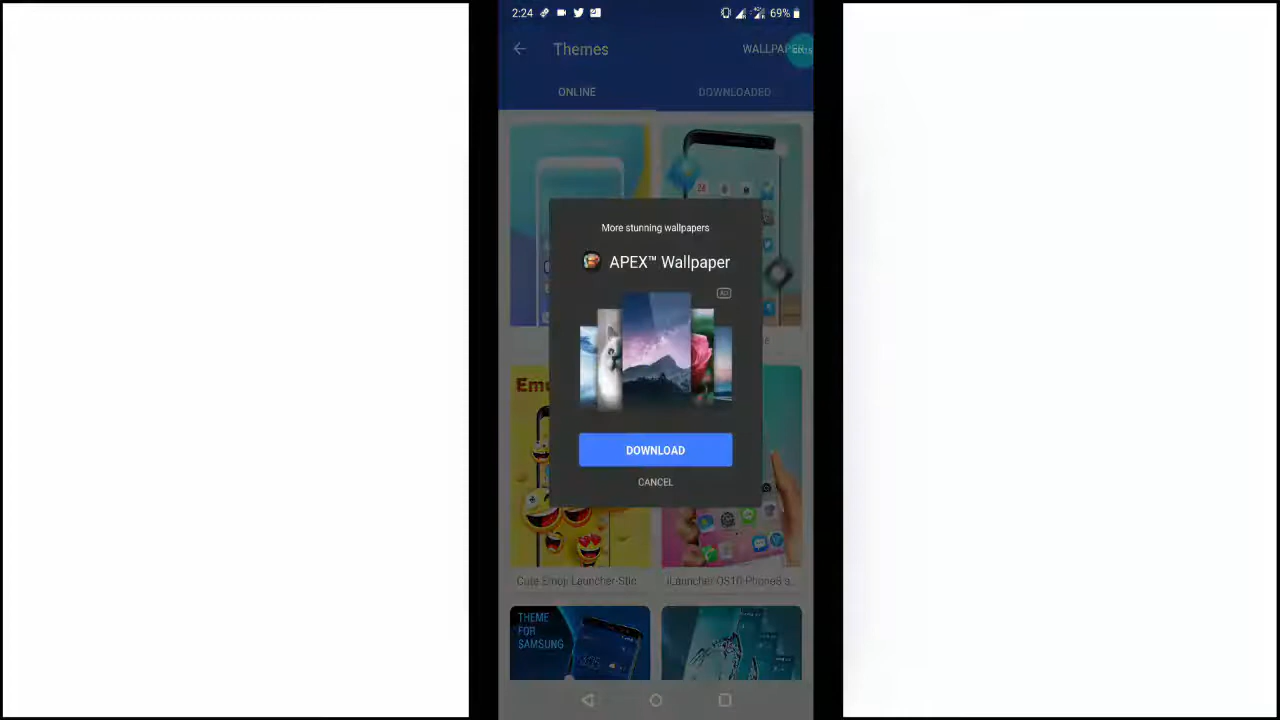 2:24
69%
Themes
WALLPAPER
ONLINE
DOWNLOADED
More stunning wallpapers
APEX™ Wallpaper
AD
DOWNLOAD
CANCEL
Cute Emoji Launcher-Stic
iLauncher OS10-Phone8 a...
THEME
FOR
SAMSUNG